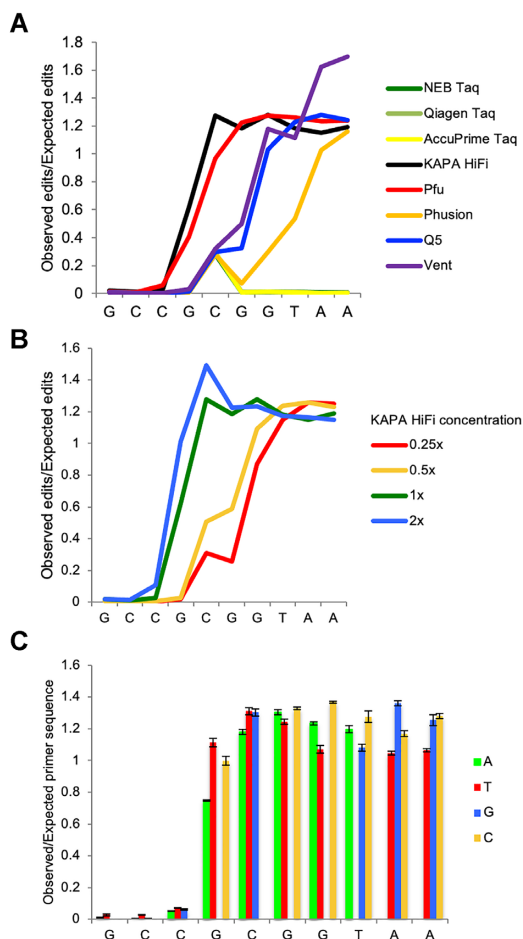 A
Observed edits/Expected edits
1.8
1.6
1.4
1.2
1
0.8
0.6
0.4
0.2
0
G C C G C G G T A A
NEB Taq
Qiagen Taq
AccuPrime Taq
KAPA HiFi
Pfu
Phusion
Q5
Vent
B
Observed edits/Expected edits
1.6
1.4
1.2
1
0.8
0.6
0.4
0.2
0
G C C G C G G T A A
KAPA HiFi concentration
0.25x
0.5x
1x
2x
C
Observed/Expected primer sequence
1.6
1.4
1.2
1
0.8
0.6
0.4
0.2
0
G C C G C G G T A A
A
T
G
C